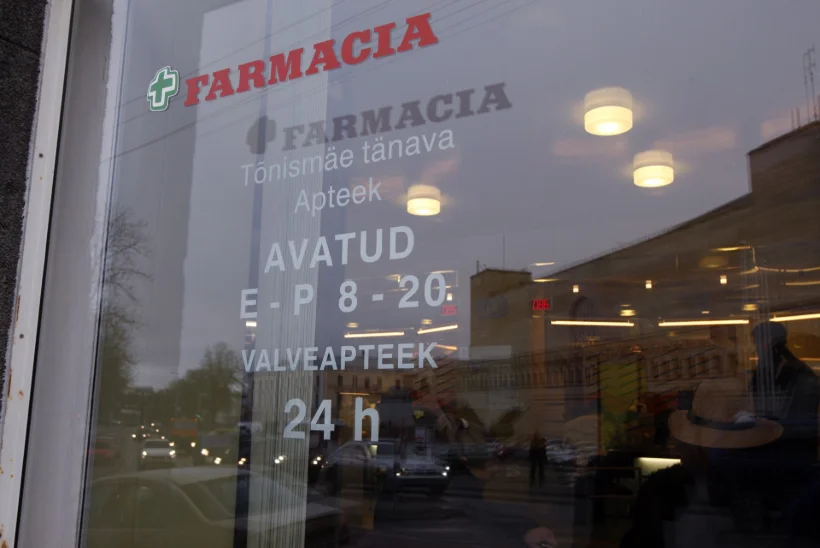 FARMACIA
FARMACIA
Tõnismäe tänava
Apteek
AVATUD
E - P 8 - 20
VALVEAPTEEK
24 h